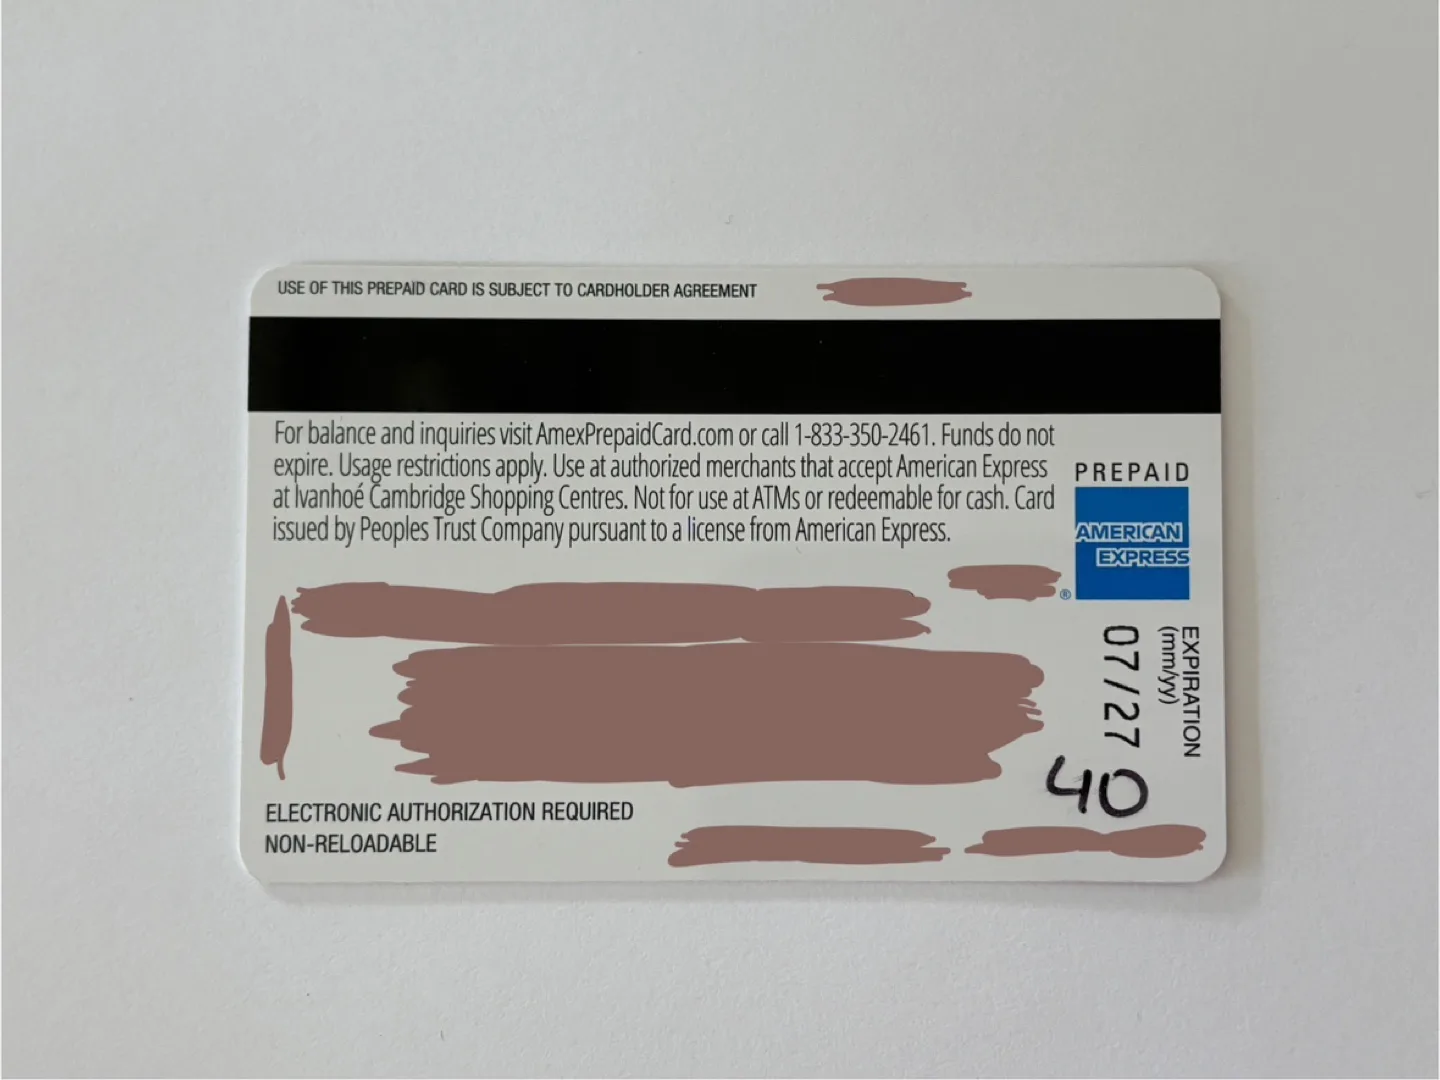 USE OF THIS PREPAID CARD IS SUBJECT TO CARDHOLDER AGREEMENT
For balance and inquiries visit AmexPrepaidCard.com or call 1-833-350-2461. Funds do not
expire. Usage restrictions apply. Use at authorized merchants that accept American Express
at Ivanhoé Cambridge Shopping Centres. Not for use at ATMs or redeemable for cash. Card
issued by Peoples Trust Company pursuant to a license from American Express.
PREPAID
AMERICAN
EXPRESS
®
EXPIRATION
(mm/yy)
07/27
40
ELECTRONIC AUTHORIZATION REQUIRED
NON-RELOADABLE